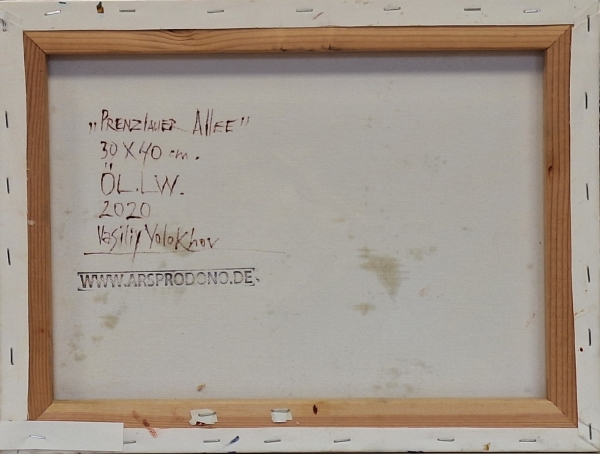 „Prenzlauer Allee"
30 x 40 cm.
ÖL.LW.
2020
Vasiliy Volokhov
WWW.ARSPRODONO.DE